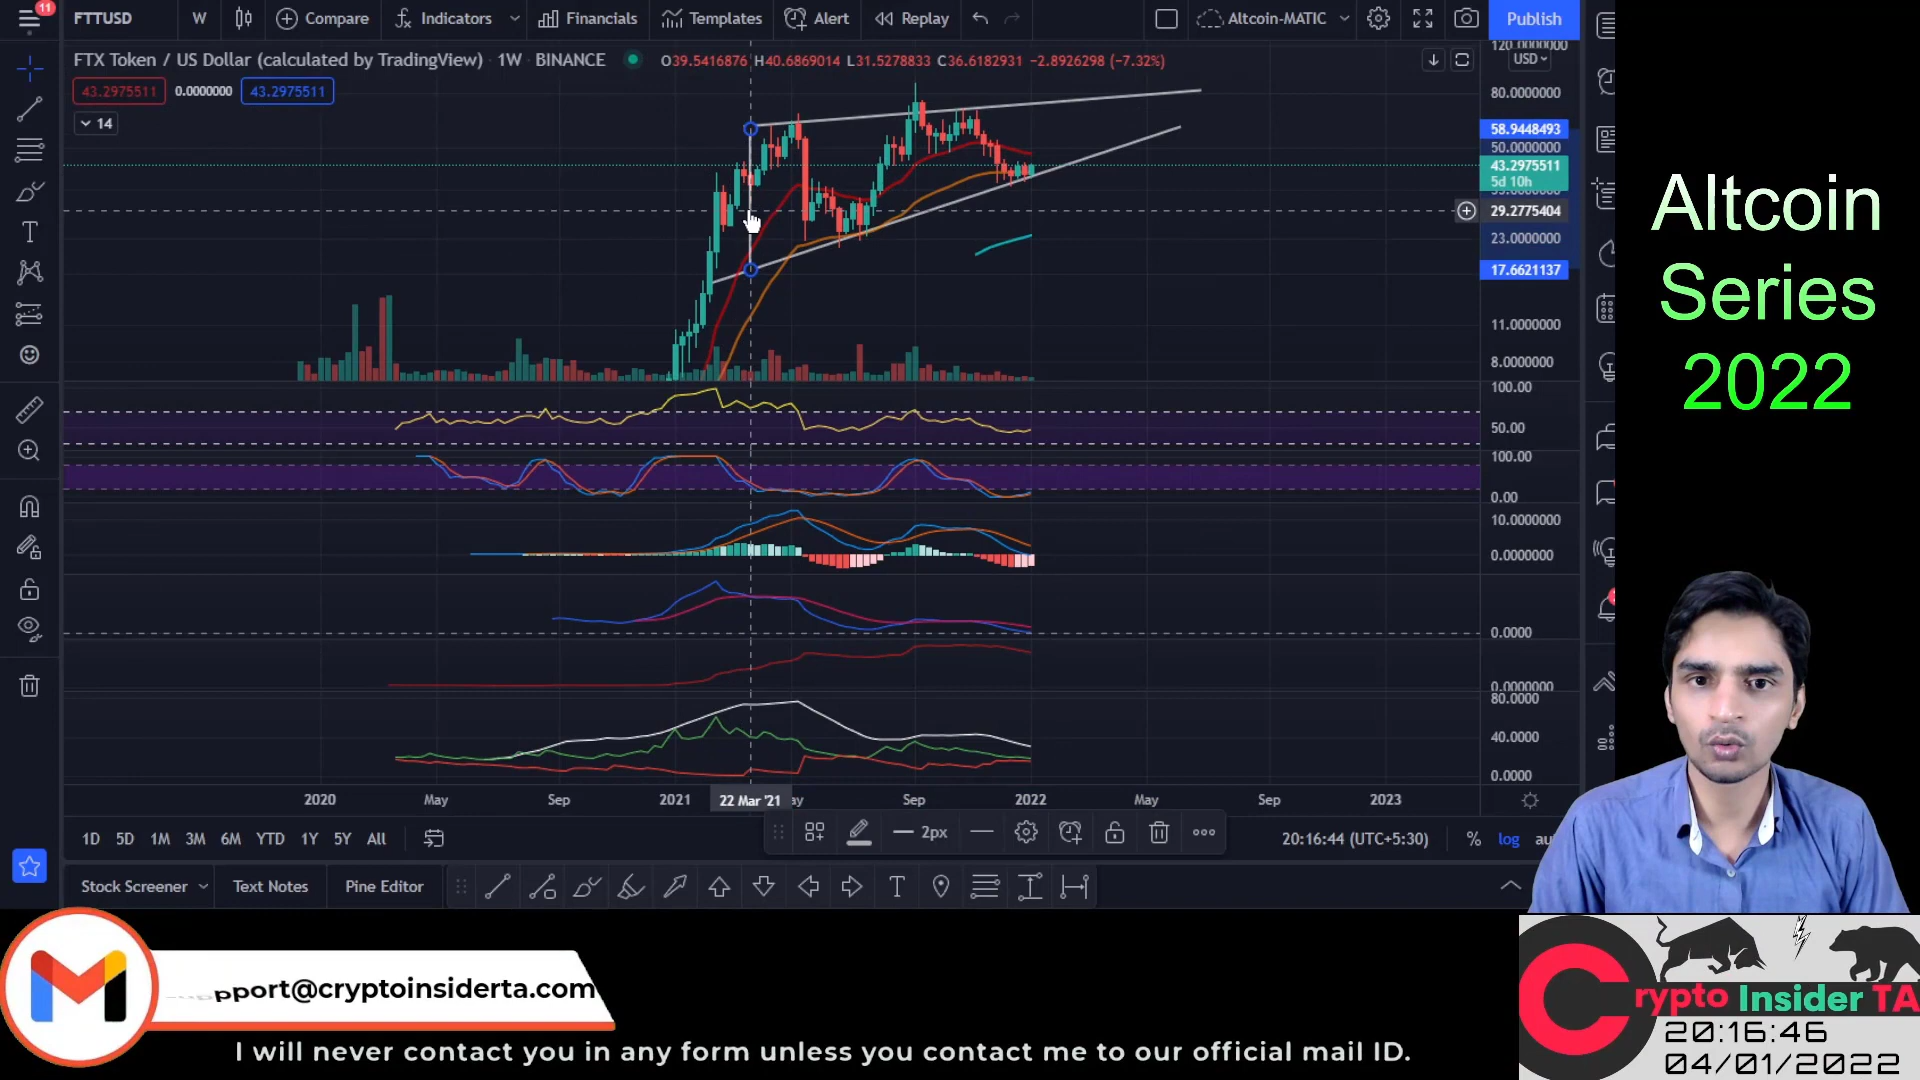 11
FTTUSD
W
Compare
Indicators
Financials
Templates
Alert
Replay
Altcoin-MATIC
Publish
FTX Token / US Dollar (calculated by TradingView) 1W BINANCE
O39.5416876 H40.6869014 L31.5278833 C36.6182931 -2.8926298 (-7.32%)
43.2975511
0.0000000
43.2975511
14
120.0000000
USD
80.0000000
58.9448493
50.0000000
43.2975511
5d 10h
29.2775404
23.0000000
17.6621137
11.0000000
8.0000000
100.00
50.00
100.00
0.00
10.0000000
0.0000000
0.0000
0.0000000
80.0000
40.0000
0.0000
2020
May
Sep
2021
22 Mar '21
Sep
2022
May
Sep
2023
1D 5D 1M 3M 6M YTD 1Y 5Y All
2px
20:16:44 (UTC+5:30)
%
log
Stock Screener
Text Notes
Pine Editor
T
Altcoin
Series
2022
pport@cryptoinsiderta.com
I will never contact you in any form unless you contact me to our official mail ID.
Crypto Insider TA
20:16:46
04/01/2022